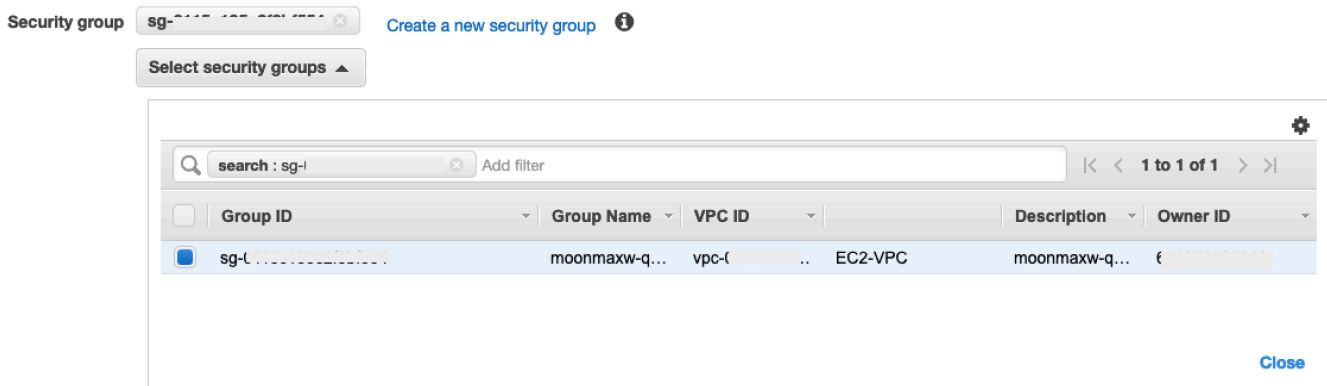 Security group sg- Create a new security group
Select security groups
search : sg- Add filter 1 to 1 of 1
Group ID Group Name VPC ID Description Owner ID
moonmaxw-q... EC2-VPC moonmaxw-q...
Close